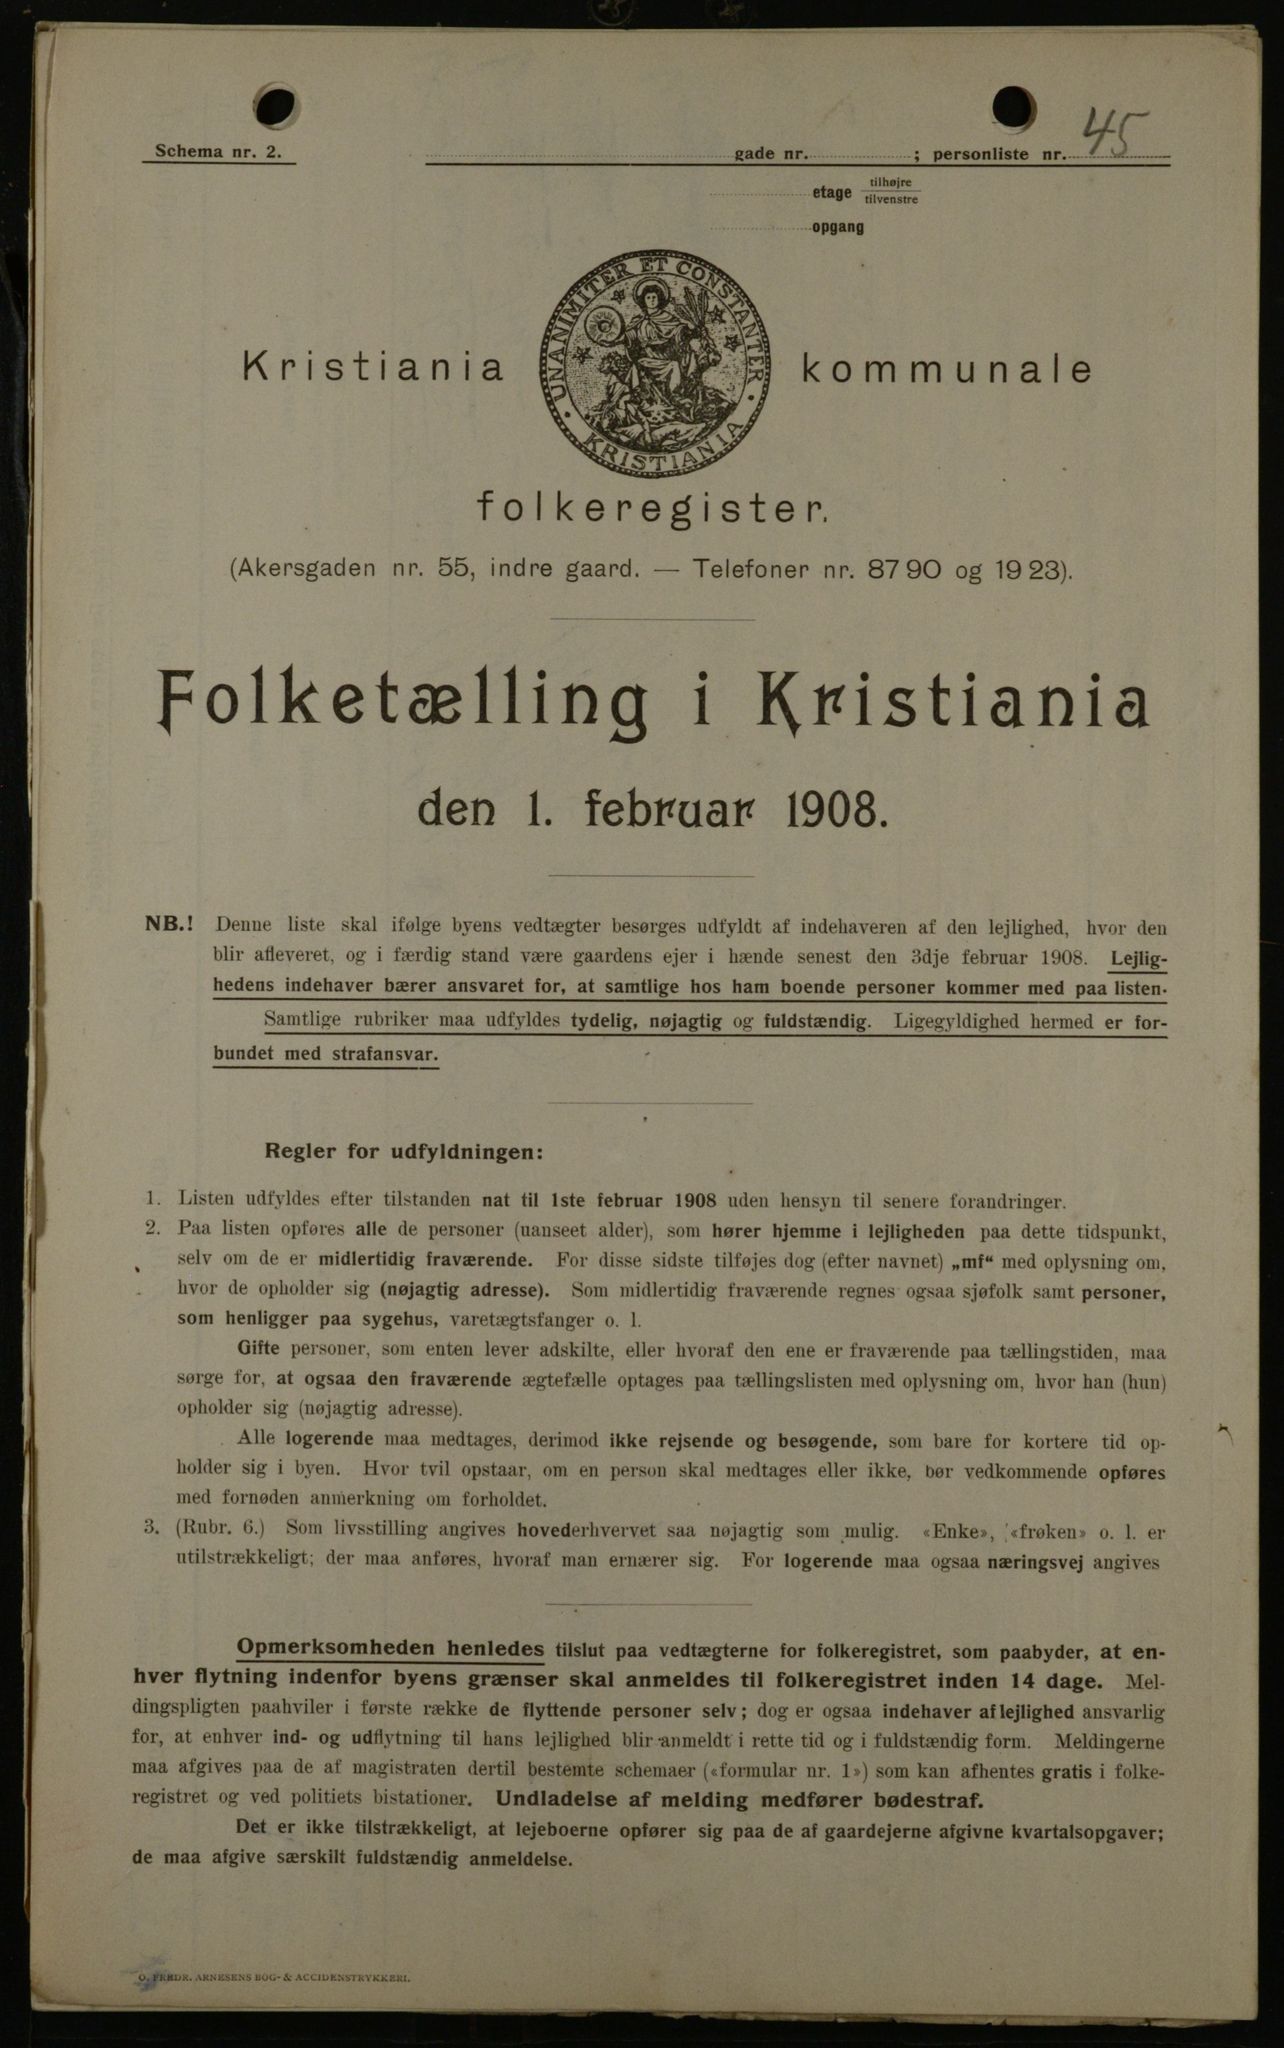 Schema nr. 2. gade nr. ; personliste nr. 45
etage tilhøjre
tilvenstre
opgang
UNANIMITER ET CONSTANTER
KRISTIANIA
Kristiania kommunale
folkeregister.
(Akersgaden nr. 55, indre gaard. — Telefoner nr. 87 90 og 19 23).
Folketælling i Kristiania
den 1. februar 1908.
NB.! Denne liste skal ifølge byens vedtægter besørges udfyldt af indehaveren af den lejlighed, hvor den
blir afleveret, og i færdig stand være gaardens ejer i hænde senest den 3dje februar 1908. Lejlig-
hedens indehaver bærer ansvaret for, at samtlige hos ham boende personer kommer med paa listen.
Samtlige rubriker maa udfyldes tydelig, nøjagtig og fuldstændig. Ligegyldighed hermed er for-
bundet med strafansvar.
Regler for udfyldningen:
1. Listen udfyldes efter tilstanden nat til 1ste februar 1908 uden hensyn til senere forandringer.
2. Paa listen opføres alle de personer (uanseet alder), som hører hjemme i lejligheden paa dette tidspunkt,
selv om de er midlertidig fraværende. For disse sidste tilføjes dog (efter navnet) „mf“ med oplysning om,
hvor de opholder sig (nøjagtig adresse). Som midlertidig fraværende regnes ogsaa sjøfolk samt personer,
som henligger paa sygehus, varetægtsfanger o. l.
Gifte personer, som enten lever adskilte, eller hvoraf den ene er fraværende paa tællingstiden, maa
sørge for, at ogsaa den fraværende ægtefælle optages paa tællingslisten med oplysning om, hvor han (hun)
opholder sig (nøjagtig adresse).
Alle logerende maa medtages, derimod ikke rejsende og besøgende, som bare for kortere tid op-
holder sig i byen. Hvor tvil opstaar, om en person skal medtages eller ikke, bør vedkommende opføres
med fornøden anmerkning om forholdet.
3. (Rubr. 6.) Som livsstilling angives hovederhvervet saa nøjagtig som mulig. «Enke», «frøken» o. l. er
utilstrækkeligt; der maa anføres, hvoraf man ernærer sig. For logerende maa ogsaa næringsvej angives
Opmerksomheden henledes tilslut paa vedtægterne for folkeregistret, som paabyder, at en-
hver flytning indenfor byens grænser skal anmeldes til folkeregistret inden 14 dage. Mel-
dingspligten paahviler i første række de flyttende personer selv; dog er ogsaa indehaver af lejlighed ansvarlig
for, at enhver ind- og udflytning til hans lejlighed blir anmeldt i rette tid og i fuldstændig form. Meldingerne
maa afgives paa de af magistraten dertil bestemte schemaer («formular nr. 1») som kan afhentes gratis i folke-
registret og ved politiets bistationer. Undladelse af melding medfører bødestraf.
Det er ikke tilstrækkeligt, at lejeboerne opfører sig paa de af gaardejerne afgivne kvartalsopgaver;
de maa afgive særskilt fuldstændig anmeldelse.
O. FREDR. ARNESENS BOG- & ACCIDENSTRYKKERI.